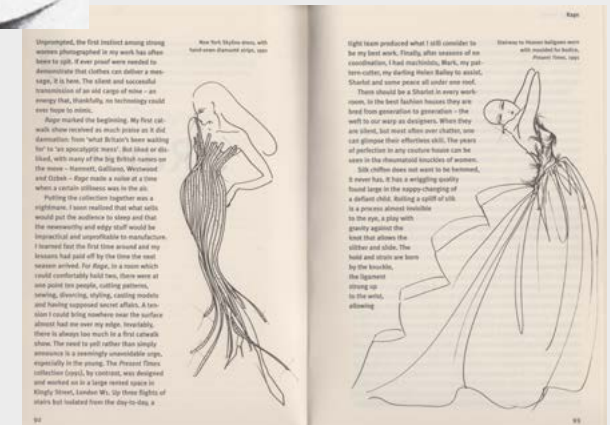 Unprompted, the first instinct among strong
women photographed in my work has often
been to spit. If ever proof were needed to
demonstrate that clothes can deliver a mes-
sage, it is here. The silent and successful
transmission of an old cargo of mine – an
energy that, thankfully, no technology could
ever hope to mimic.
Rage marked the beginning. My first cat-
walk show received as much praise as it did
damnation: from 'what Britain's been waiting
for' to 'an apocalyptic mess'. But liked or dis-
liked, with many of the big British names on
the move – Hamnett, Galliano, Westwood
and Ozbek – Rage made a noise at a time
when a certain stillness was in the air.
Putting the collection together was a
nightmare. I soon realized that what sells
would put the audience to sleep and that
the newsworthy and edgy stuff would be
impractical and unprofitable to manufacture.
I learned fast the first time around and my
lessons had paid off by the time the next
season arrived. For Rage, in a room which
could comfortably hold two, there were at
one point ten people, cutting patterns,
sewing, divorcing, styling, casting models
and having supposed secret affairs. A ten-
sion I could bring nowhere near the surface
almost had me over my edge. Invariably,
there is always too much in a first catwalk
show. The need to yell rather than simply
announce is a seemingly unavoidable urge,
especially in the young. The Present Times
collection (1991), by contrast, was designed
and worked on in a large rented space in
Kingly Street, London W1. Up three flights of
stairs but isolated from the day-to-day, a
New York Skyline dress, with
hand-sewn diamanté strips, 1990
94
Rage
tight team produced what I still consider to
be my best work. Finally, after seasons of no
coordination, I had machinists, Mark, my pat-
tern-cutter, my darling Helen Bailey to assist,
Sharlot and some peace all under one roof.
There should be a Sharlot in every work-
room. In the best fashion houses they are
bred from generation to generation – the
weft to our warp as designers. When they
are silent, but most often over chatter, one
can glimpse their effortless skill. The years
of perfection in any couture house can be
seen in the rheumatoid knuckles of women.
Silk chiffon does not want to be hemmed,
it never has, it has a wriggling quality
found large in the nappy-changing of
a defiant child. Rolling a spliff of silk
is a process almost invisible
to the eye, a play with
gravity against the
knot that allows the
slither and slide. The
hold and strain are born
by the knuckle,
the ligament
strung up
to the wrist,
allowing
Stairway to Heaven ballgown worn
with moulded tie bodice,
Present Times, 1991
95